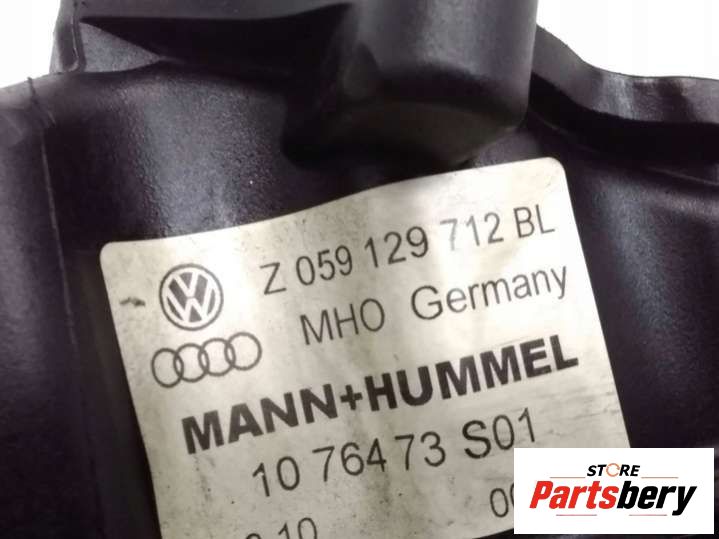 Z 059 129 712 BL
MHO Germany
MANN+HUMMEL
10 76473 S01
STORE
Partsbery